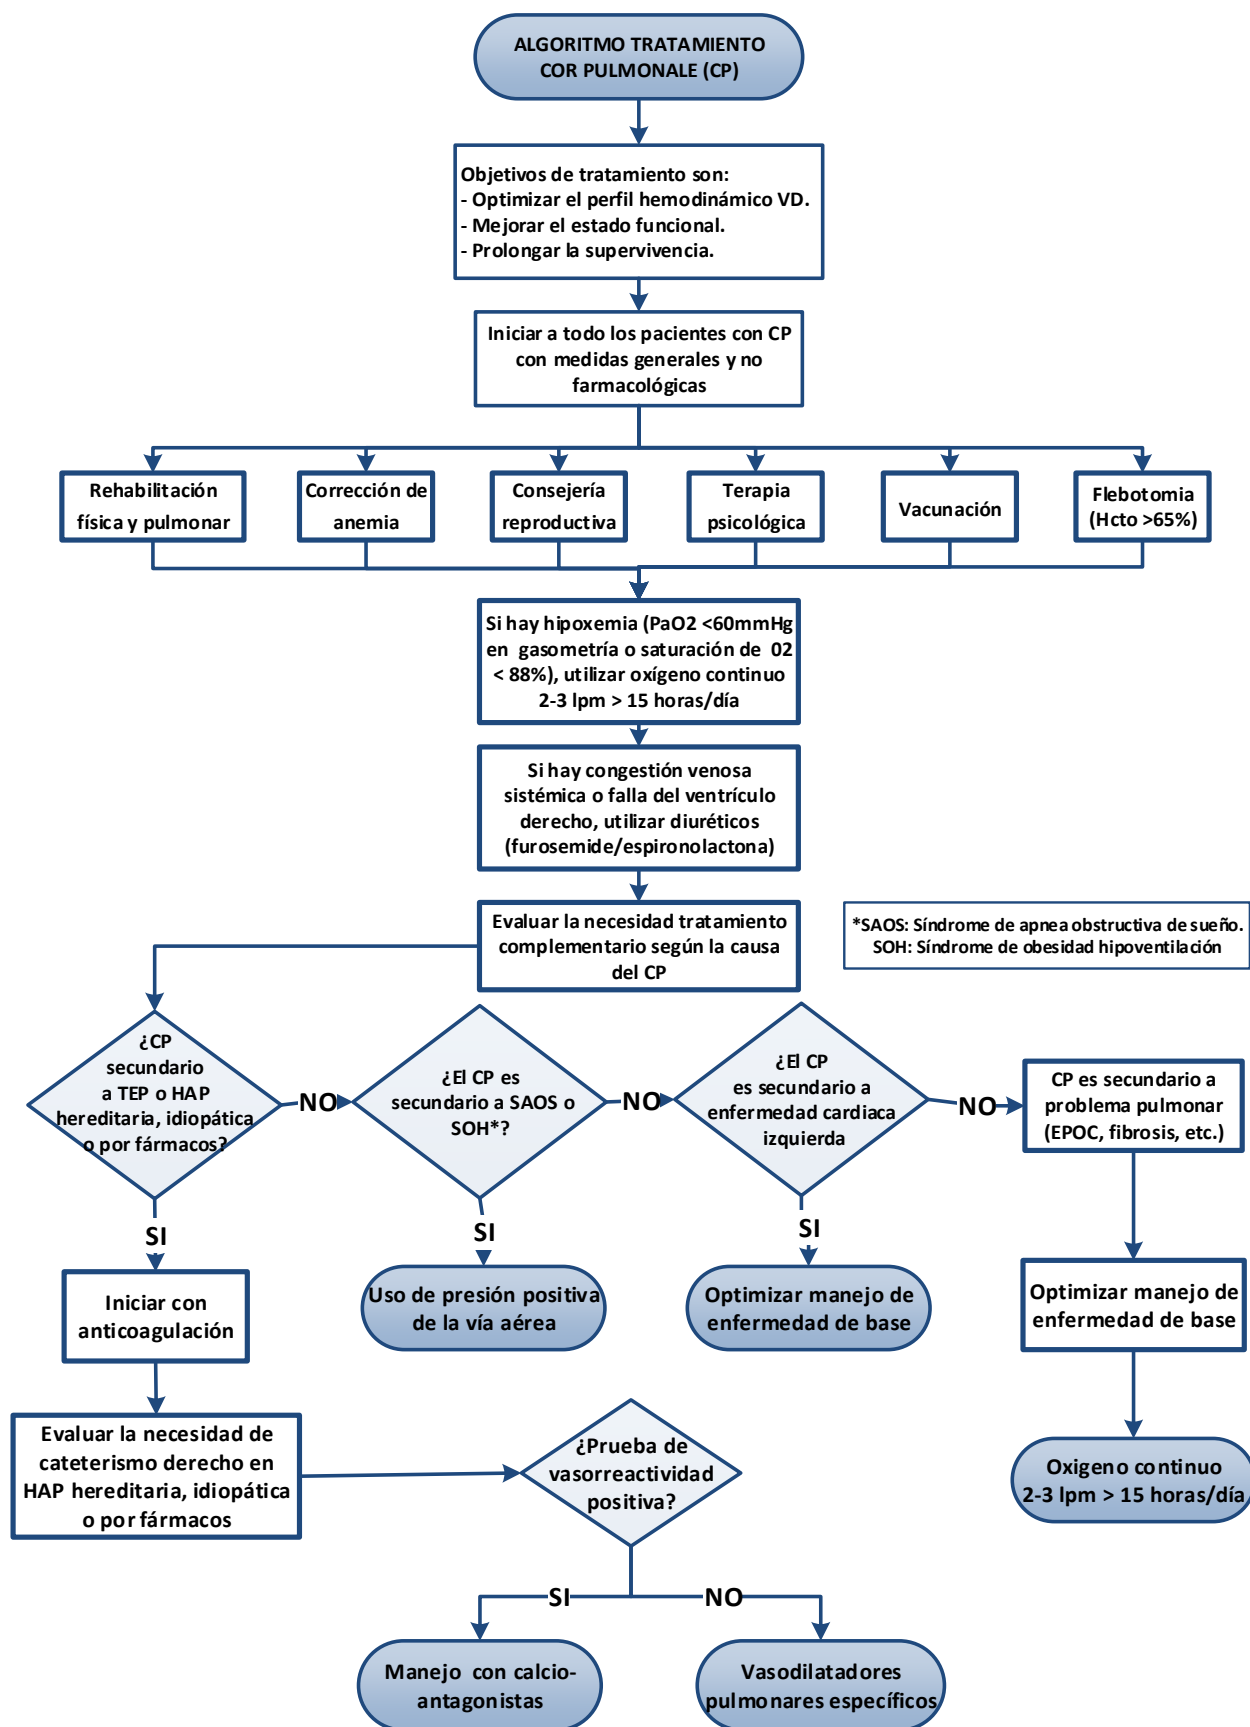 ALGORITMO TRATAMIENTO
COR PULMONALE (CP)
Objetivos de tratamiento son:
- Optimizar el perfil hemodinámico VD.
- Mejorar el estado funcional.
- Prolongar la supervivencia.
Iniciar a todo los pacientes con CP
con medidas generales y no
farmacológicas
Rehabilitación
física y pulmonar
Corrección de
anemia
Consejería
reproductiva
Terapia
psicológica
Vacunación
Flebotomia
(Hcto >65%)
Si hay hipoxemia (PaO2 <60mmHg
en gasometría o saturación de 02
< 88%), utilizar oxígeno continuo
2-3 lpm > 15 horas/día
Si hay congestión venosa
sistémica o falla del ventrículo
derecho, utilizar diuréticos
(furosemide/espironolactona)
Evaluar la necesidad tratamiento
complementario según la causa
del CP
*SAOS: Síndrome de apnea obstructiva de sueño.
SOH: Síndrome de obesidad hipoventilación
¿CP
secundario
a TEP o HAP
hereditaria, idiopática
o por fármacos?
NO
¿El CP es
secundario a SAOS o
SOH*?
NO
¿El CP
es secundario a
enfermedad cardiaca
izquierda
NO
CP es secundario a
problema pulmonar
(EPOC, fibrosis, etc.)
SI
SI
SI
Iniciar con
anticoagulación
Uso de presión positiva
de la vía aérea
Optimizar manejo de
enfermedad de base
Optimizar manejo de
enfermedad de base
Evaluar la necesidad de
cateterismo derecho en
HAP hereditaria, idiopática
o por fármacos
¿Prueba de
vasorreactividad
positiva?
Oxigeno continuo
2-3 lpm > 15 horas/día
SI
NO
Manejo con calcio-
antagonistas
Vasodilatadores
pulmonares específicos